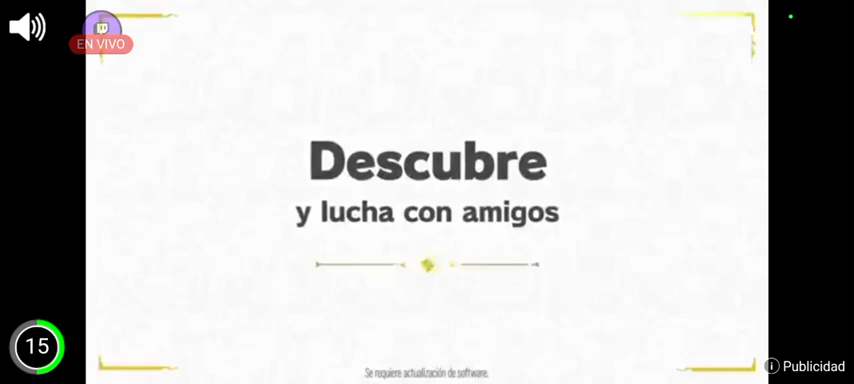 EN VIVO
Descubre
y lucha con amigos
15
Publicidad
Se requiere actualización de software.